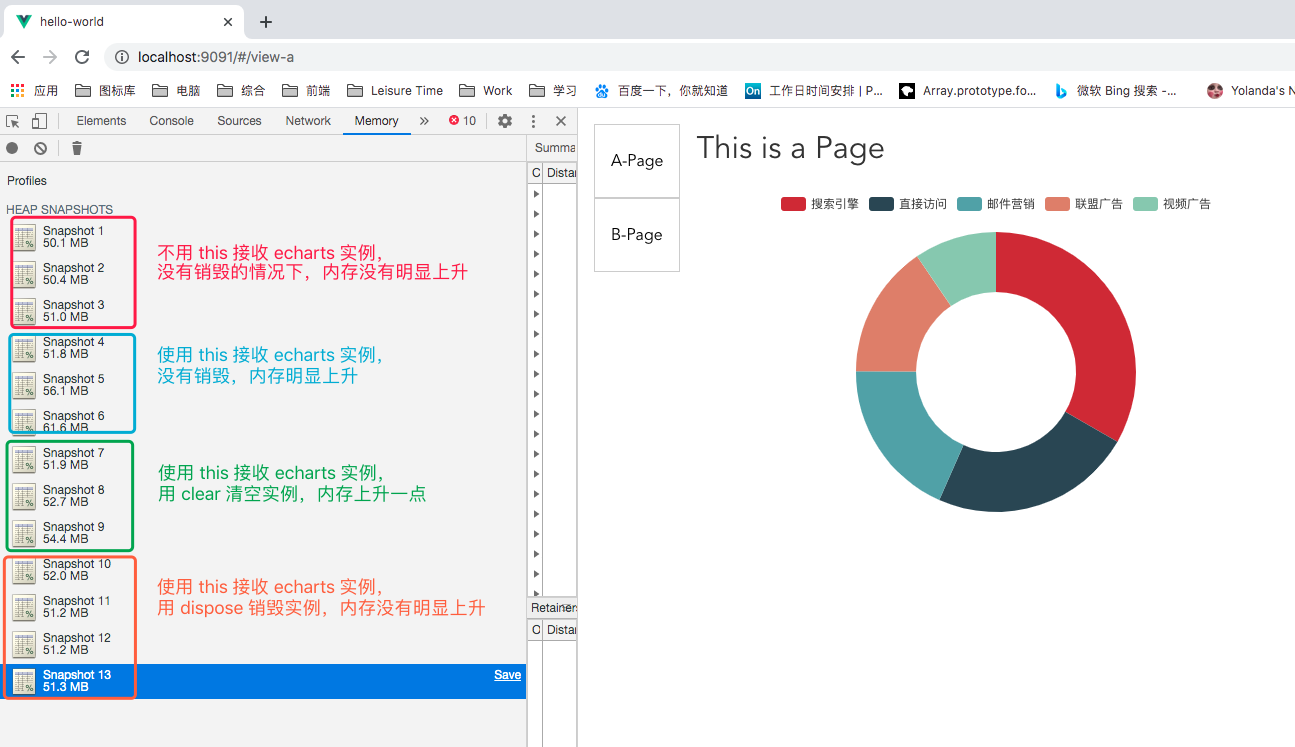 hello-world
localhost:9091/#/view-a
应用 图标库 电脑 综合 前端 Leisure Time Work 学习 百度一下，你就知道 On 工作日时间安排 | P... Array.prototype.fo... 微软 Bing 搜索 -... Yolanda's N
Elements Console Sources Network Memory » 10
Summa
Profiles
C Distan
HEAP SNAPSHOTS
Snapshot 1
50.1 MB
Snapshot 2
50.4 MB
Snapshot 3
51.0 MB
不用 this 接收 echarts 实例，
没有销毁的情况下，内存没有明显上升
Snapshot 4
51.8 MB
Snapshot 5
56.1 MB
Snapshot 6
61.6 MB
使用 this 接收 echarts 实例，
没有销毁，内存明显上升
Snapshot 7
51.9 MB
Snapshot 8
52.7 MB
Snapshot 9
54.4 MB
使用 this 接收 echarts 实例，
用 clear 清空实例，内存上升一点
Snapshot 10
52.0 MB
Snapshot 11
51.2 MB
Snapshot 12
51.2 MB
使用 this 接收 echarts 实例，
用 dispose 销毁实例，内存没有明显上升
Snapshot 13
51.3 MB
Save
Retainers
O Distan
A-Page
B-Page
This is a Page
搜索引擎 直接访问 邮件营销 联盟广告 视频广告